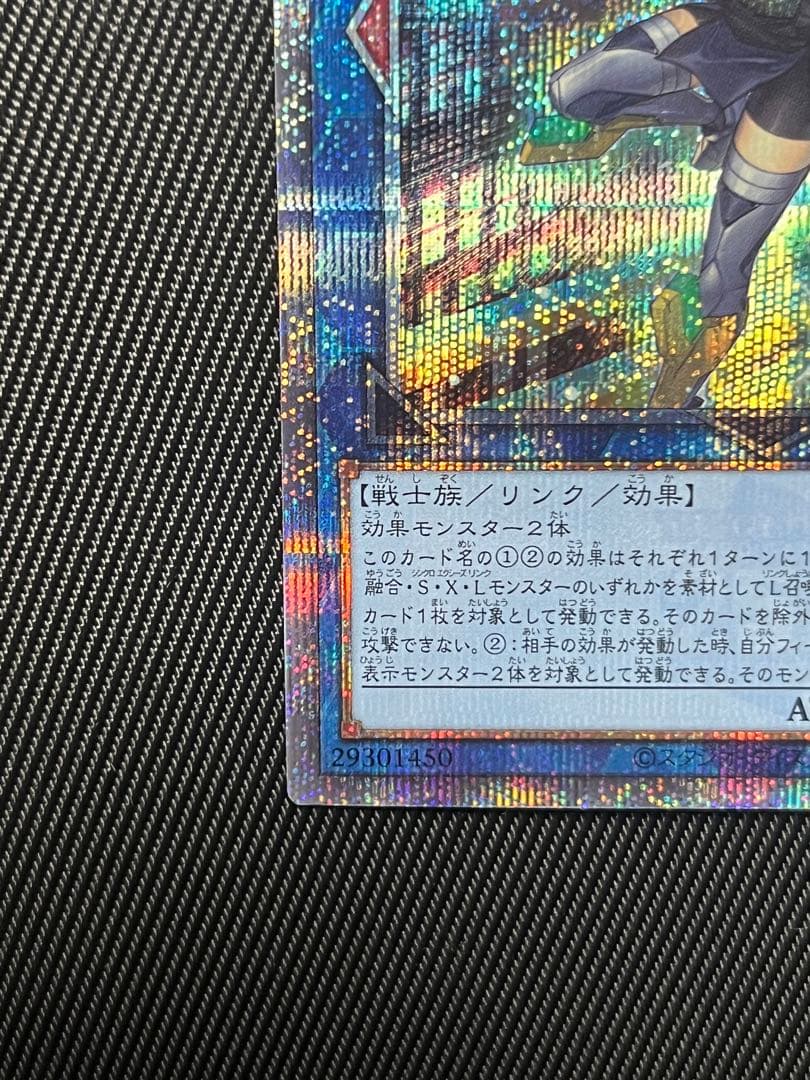 【戦士族／リンク／効果】
効果モンスター２体
このカード名の①②の効果はそれぞれ１ターンに１
融合・S・X・Lモンスターのいずれかを素材としてL召喚
カード１枚を対象として発動できる。そのカードを除外
攻撃できない。②：相手の効果が発動した時、自分フィー
表示モンスター２体を対象として発動できる。そのモン
A
29301450 ©スタジオ・ダイス